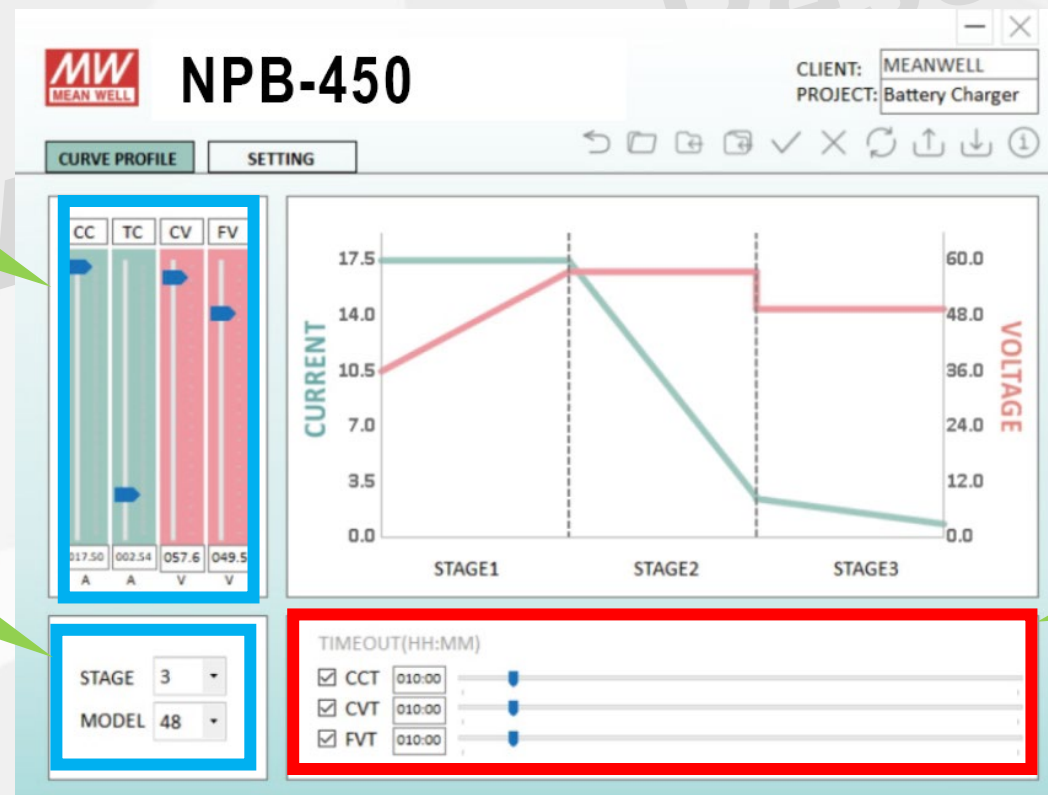 MW
MEAN WELL
NPB-450
CLIENT: MEANWELL
PROJECT: Battery Charger
CURVE PROFILE SETTING
CC TC CV FV
017.50 002.54 057.6 049.5
A A V V
CURRENT
17.5
14.0
10.5
7.0
3.5
0.0
60.0
48.0
36.0
24.0
12.0
0.0
VOLTAGE
STAGE1 STAGE2 STAGE3
STAGE 3
MODEL 48
TIMEOUT(HH:MM)
CCT 010:00
CVT 010:00
FVT 010:00